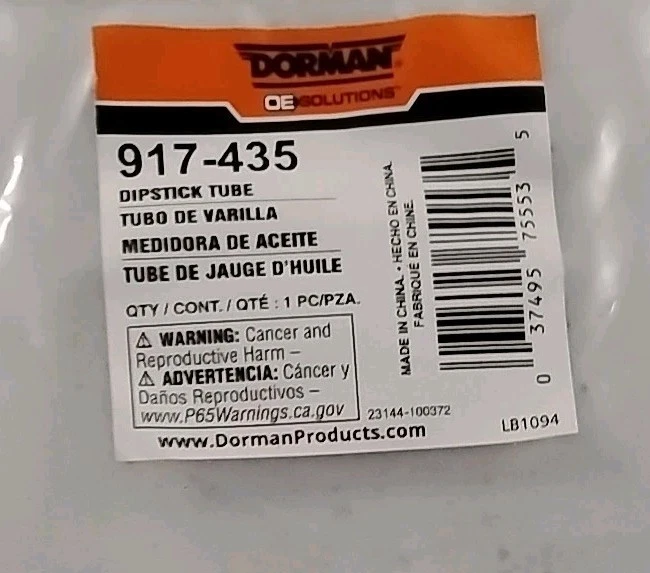 DORMAN
OE SOLUTIONS™
917-435
DIPSTICK TUBE
TUBO DE VARILLA
MEDIDORA DE ACEITE
TUBE DE JAUGE D'HUILE
QTY / CONT. / QTÉ : 1 PC/PZA.
⚠ WARNING: Cancer and
Reproductive Harm –
⚠ ADVERTENCIA: Cáncer y
Daños Reproductivos –
www.P65Warnings.ca.gov
www.DormanProducts.com
23144-100372
MADE IN CHINA. • HECHO EN CHINA.
FABRIQUÉ EN CHINE.
0 37495 75553 5
LB1094